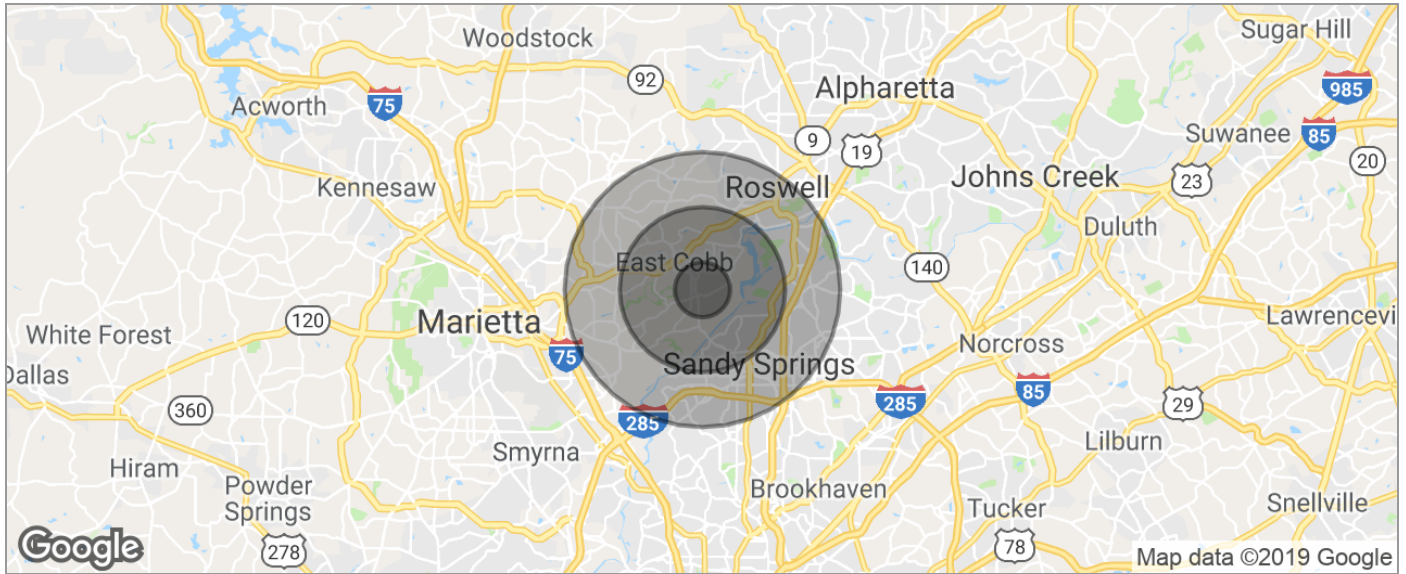 Woodstock
Sugar Hill
92
Alpharetta
985
Acworth
75
9
Suwanee
85
19
20
Kennesaw
Roswell
Johns Creek
23
Duluth
East Cobb
140
120
Marietta
White Forest
Lawrencevi
75
Norcross
Sandy Springs
Dallas
85
360
285
285
29
Smyrna
Lilburn
Hiram
Powder
Springs
Brookhaven
Tucker
Snellville
Google
278
78
Map data ©2019 Google